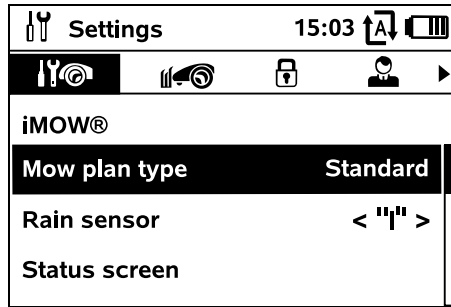 Settings 15:03 A
iMOW®
Mow plan type Standard
Rain sensor < "|" >
Status screen